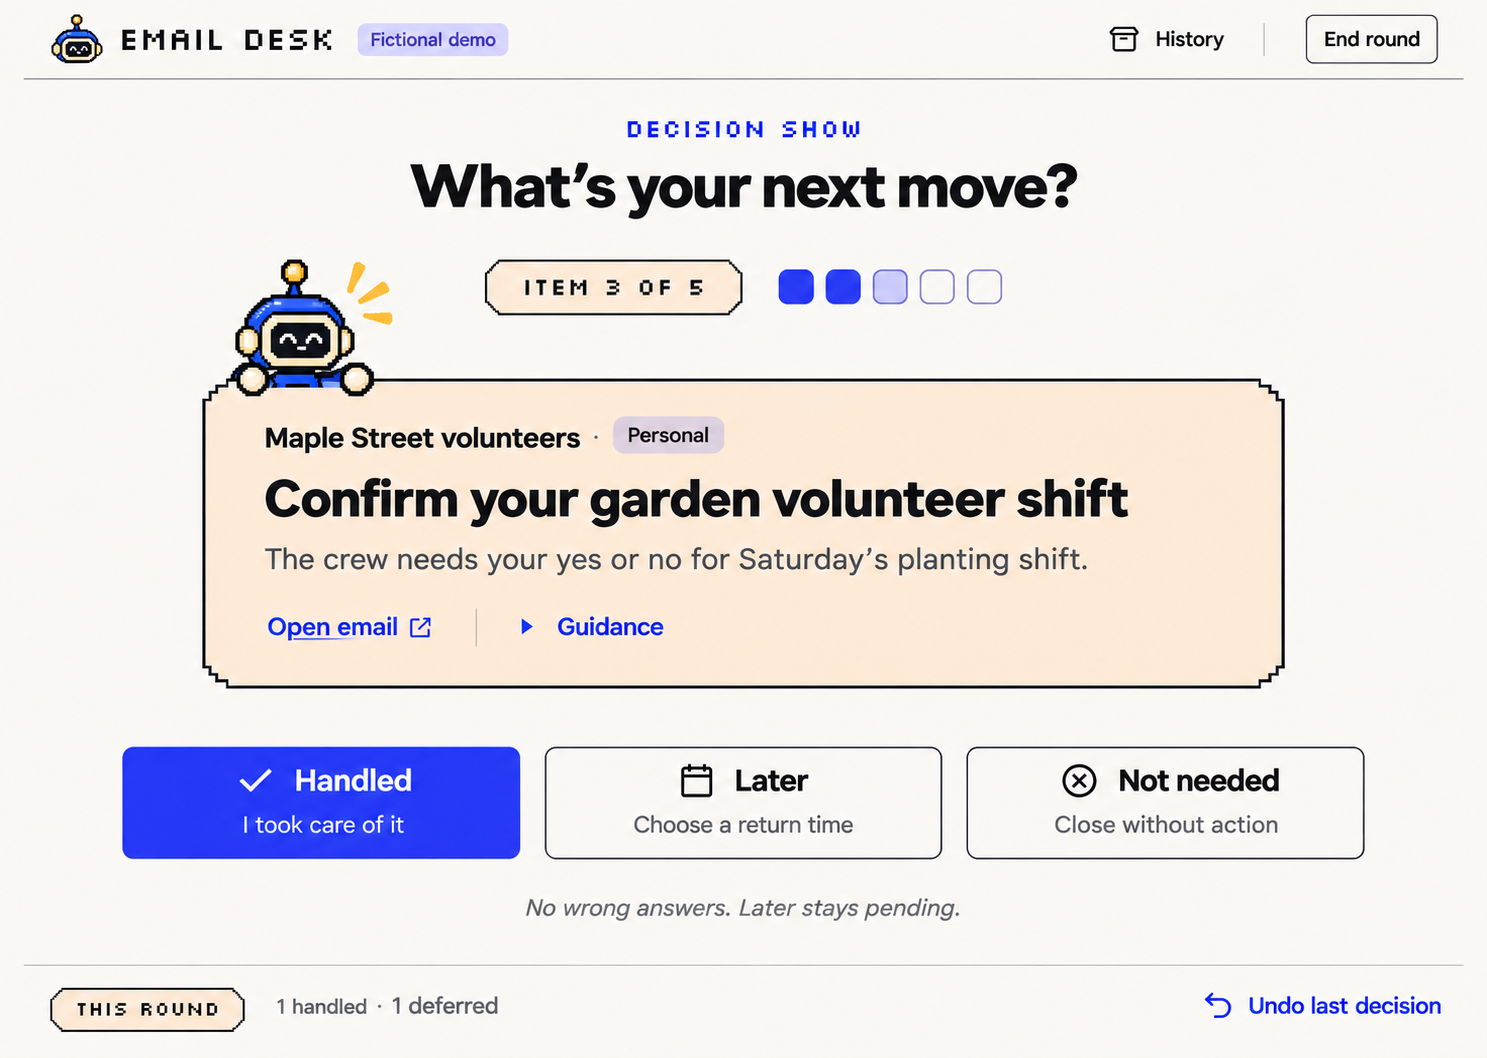 EMAIL DESK
Fictional demo
History
End round
DECISION SHOW
What’s your next move?
ITEM 3 OF 5
Maple Street volunteers · Personal
Confirm your garden volunteer shift
The crew needs your yes or no for Saturday’s planting shift.
Open email
Guidance
Handled
I took care of it
Later
Choose a return time
Not needed
Close without action
No wrong answers. Later stays pending.
THIS ROUND
1 handled · 1 deferred
Undo last decision